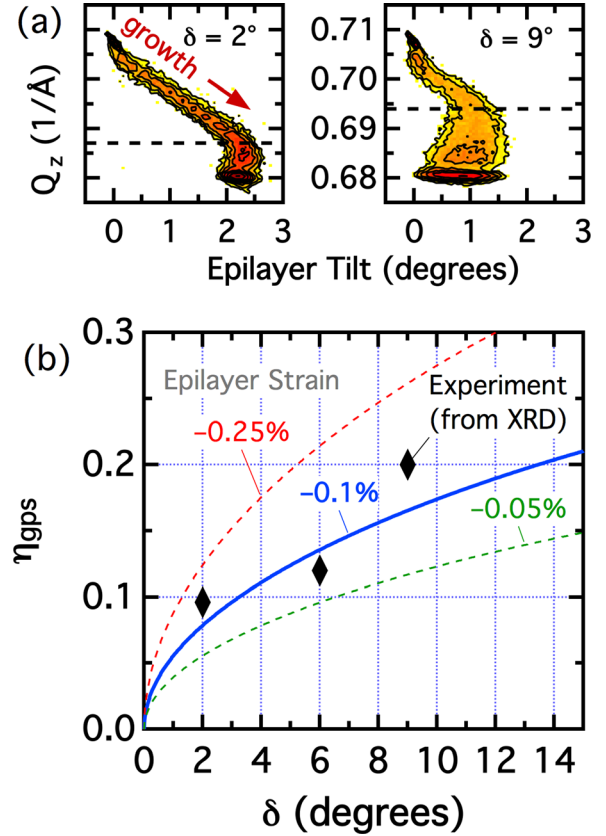 (a)
δ = 2°
growth
Qz (1/Å)
0 1 2 3
δ = 9°
0.71
0.70
0.69
0.68
0 1 2 3
Epilayer Tilt (degrees)
(b)
0.3
0.2
0.1
0.0
ηgps
Epilayer Strain
Experiment
(from XRD)
−0.25%
−0.1%
−0.05%
0 2 4 6 8 10 12 14
δ (degrees)